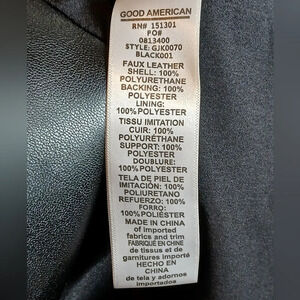 GOOD AMERICAN
RN# 151301
PO#
0813400
STYLE: GJK0070
BLACK001
FAUX LEATHER
SHELL: 100%
POLYURETHANE
BACKING: 100%
POLYESTER
LINING:
100% POLYESTER
TISSU IMITATION
CUIR: 100%
POLYURÉTHANE
SUPPORT: 100%
POLYESTER
DOUBLURE:
100% POLYESTER
TELA DE PIEL DE
IMITACIÓN: 100%
POLIURETANO
REFUERZO: 100%
FORRO:
100% POLIÉSTER
MADE IN CHINA
of imported
fabrics and trim
FABRIQUÉ EN CHINE
de tissus et de
garnitures importé
HECHO EN
CHINA
de tela y adornos
importados